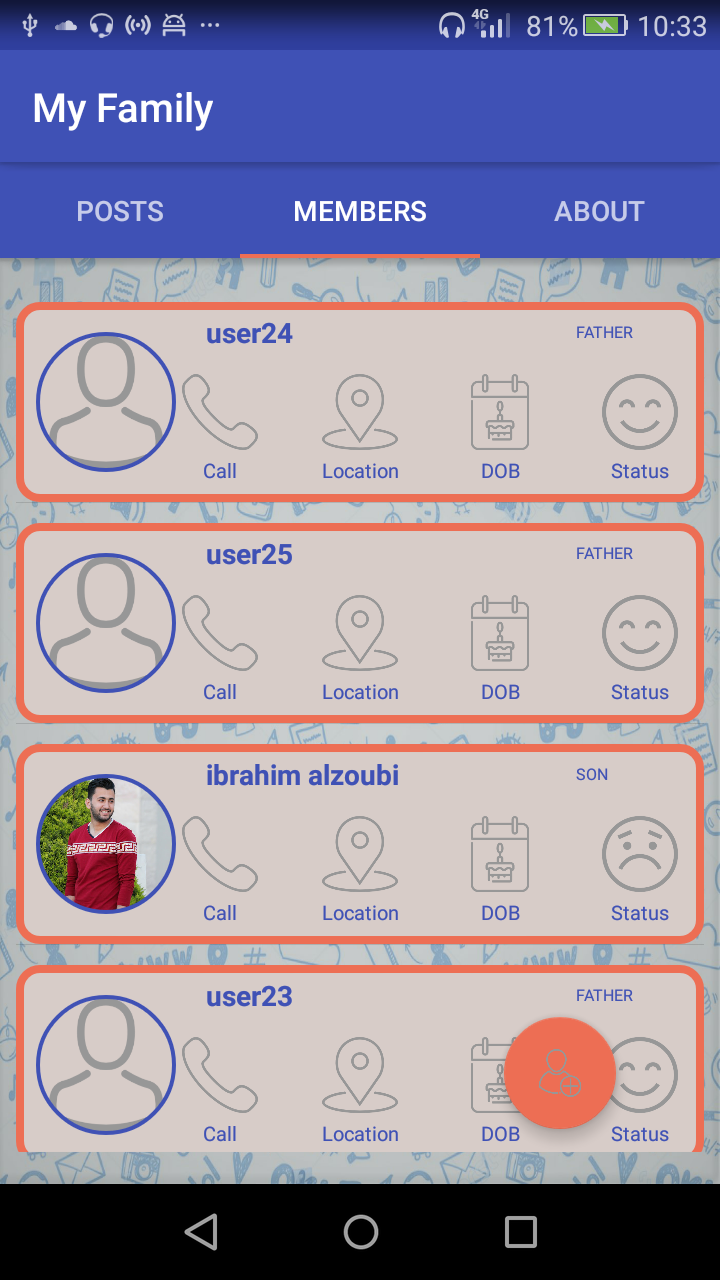 4G 81% 10:33
My Family
POSTS MEMBERS ABOUT
user24 FATHER
Call Location DOB Status
user25 FATHER
Call Location DOB Status
ibrahim alzoubi SON
Call Location DOB Status
user23 FATHER
Call Location DOB Status